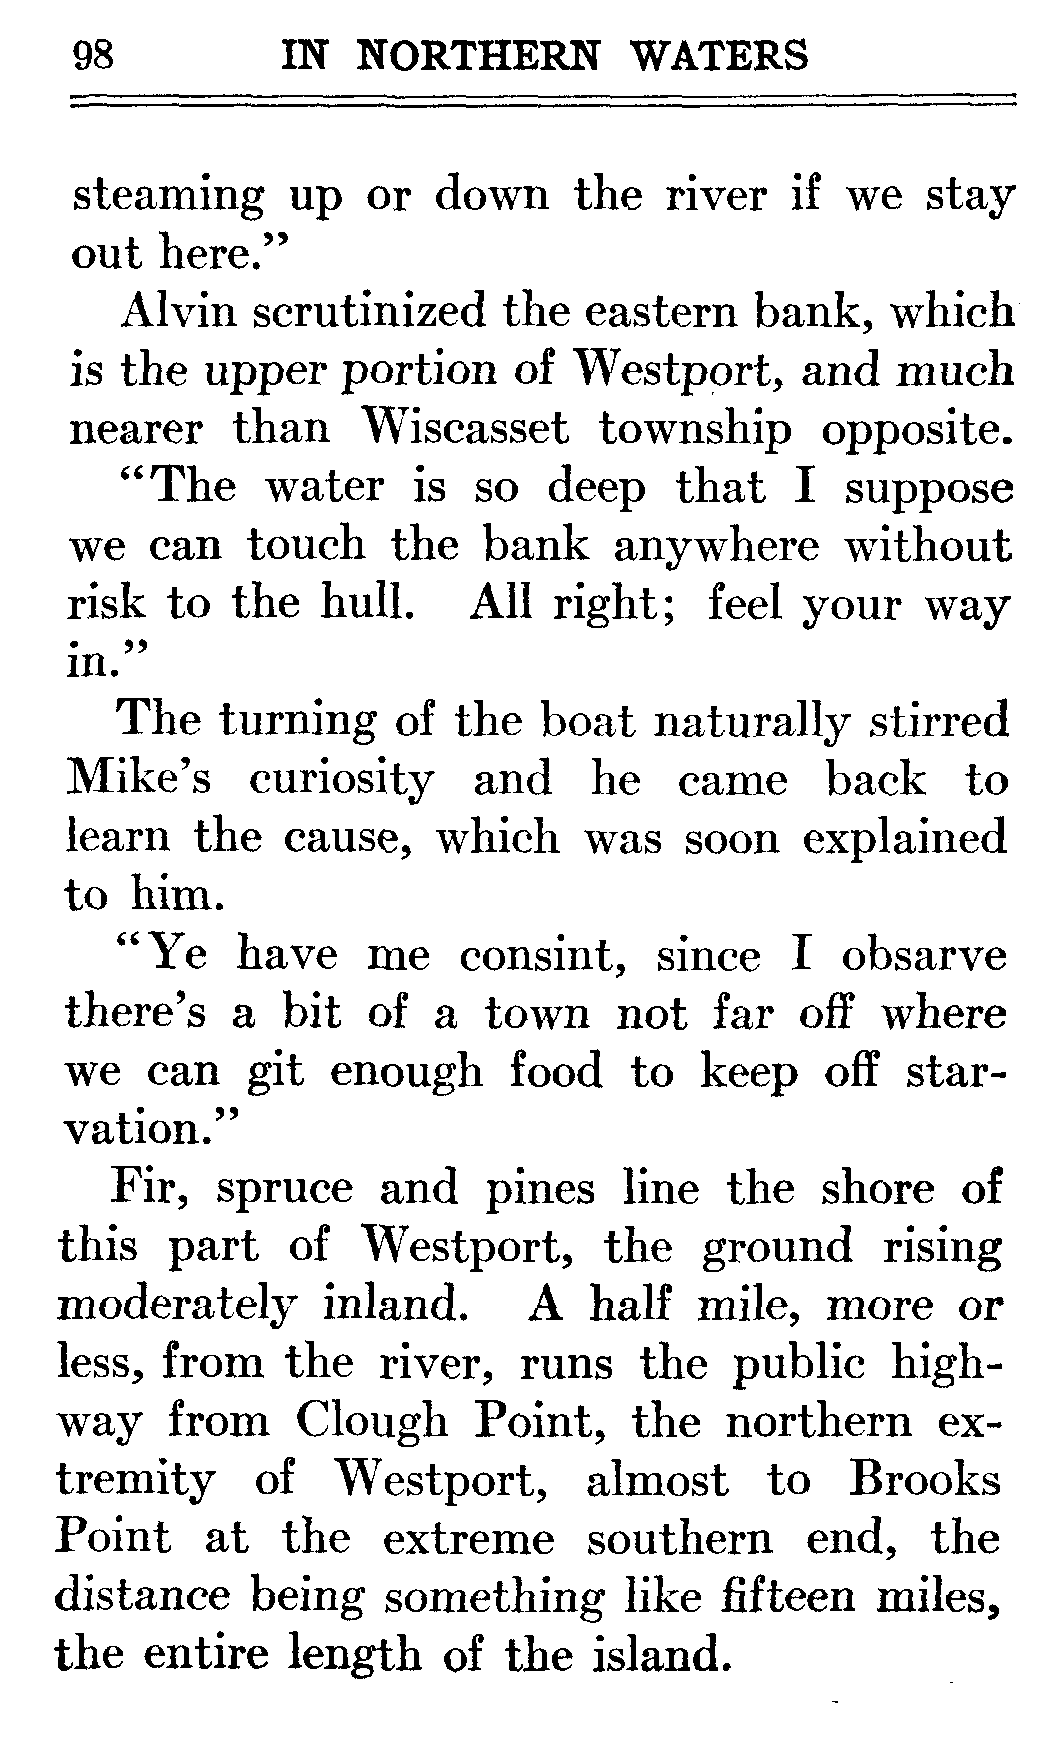 98 IN NORTHERN WATERS
steaming up or down the river if we stay
out here.”
Alvin scrutinized the eastern bank, which
is the upper portion of Westport, and much
nearer than Wiscasset township opposite.
“The water is so deep that I suppose
we can touch the bank anywhere without
risk to the hull. All right; feel your way
in.”
The turning of the boat naturally stirred
Mike’s curiosity and he came back to
learn the cause, which was soon explained
to him.
“Ye have me consint, since I obsarve
there’s a bit of a town not far off where
we can git enough food to keep off star-
vation.”
Fir, spruce and pines line the shore of
this part of Westport, the ground rising
moderately inland. A half mile, more or
less, from the river, runs the public high-
way from Clough Point, the northern ex-
tremity of Westport, almost to Brooks
Point at the extreme southern end, the
distance being something like fifteen miles,
the entire length of the island.